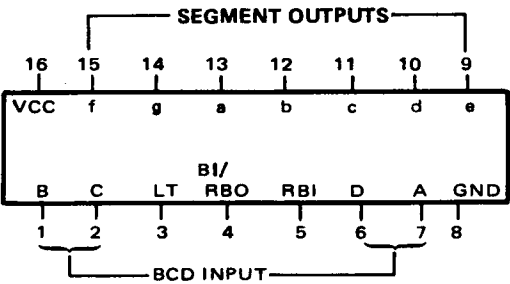 SEGMENT OUTPUTS
16 15 14 13 12 11 10 9
VCC f g a b c d e
BI/
B C LT RBO RBI D A GND
1 2 3 4 5 6 7 8
BCD INPUT